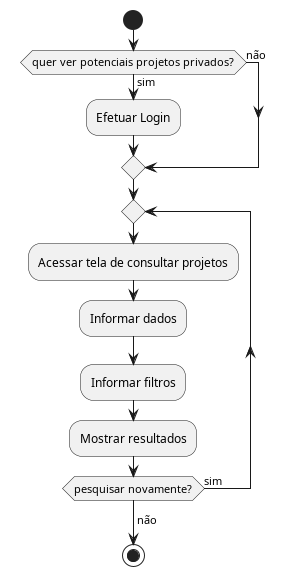 quer ver potenciais projetos privados?
não
sim
Efetuar Login
Acessar tela de consultar projetos
Informar dados
Informar filtros
Mostrar resultados
pesquisar novamente?
sim
não